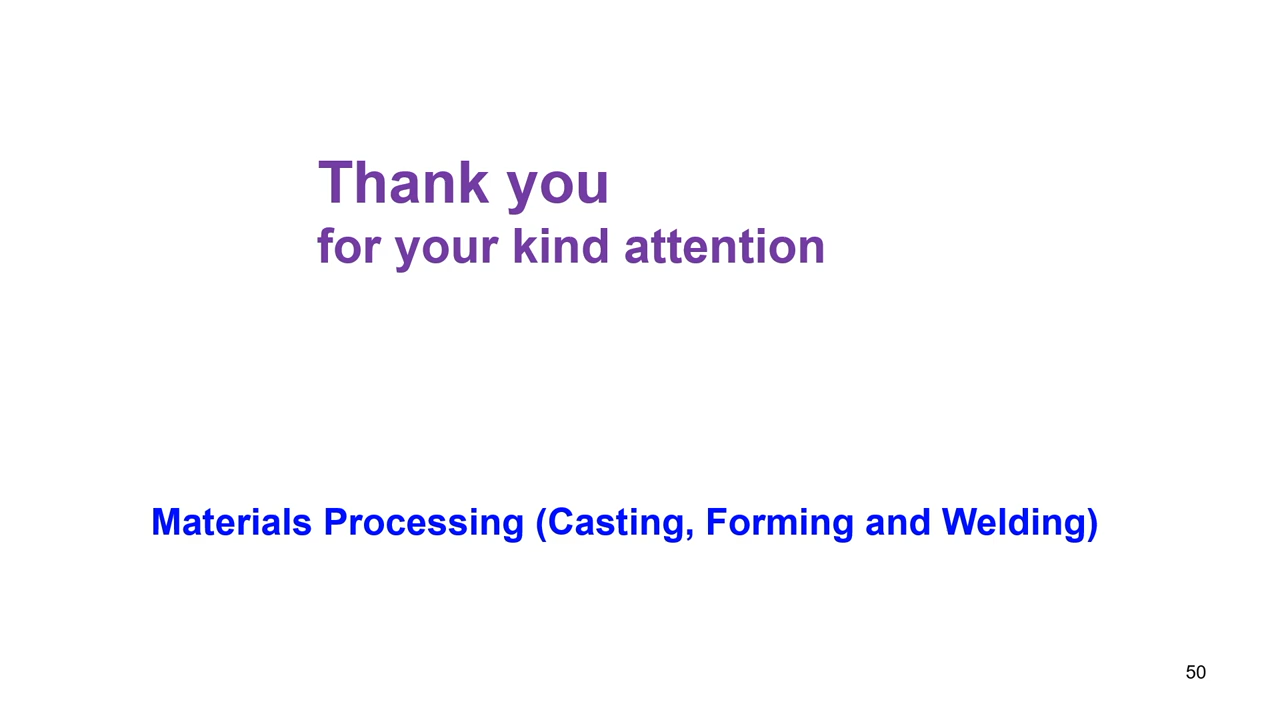 Thank you
for your kind attention
Materials Processing (Casting, Forming and Welding)
50